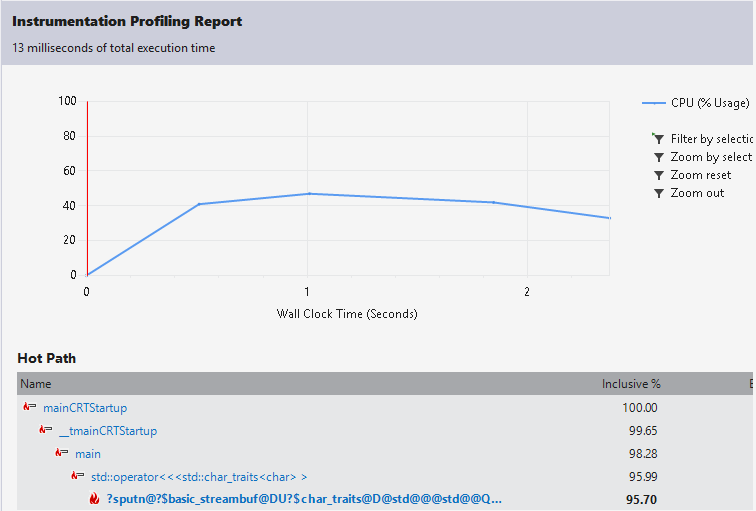 Instrumentation Profiling Report
13 milliseconds of total execution time
100
80
60
40
20
0
0 1 2
Wall Clock Time (Seconds)
CPU (% Usage)
Filter by selectio
Zoom by select
Zoom reset
Zoom out
Hot Path
Name Inclusive % E
mainCRTStartup 100.00
__tmainCRTStartup 99.65
main 98.28
std::operator<<<std::char_traits<char> > 95.99
?sputn@?$basic_streambuf@DU?$char_traits@D@std@@@std@@Q... 95.70